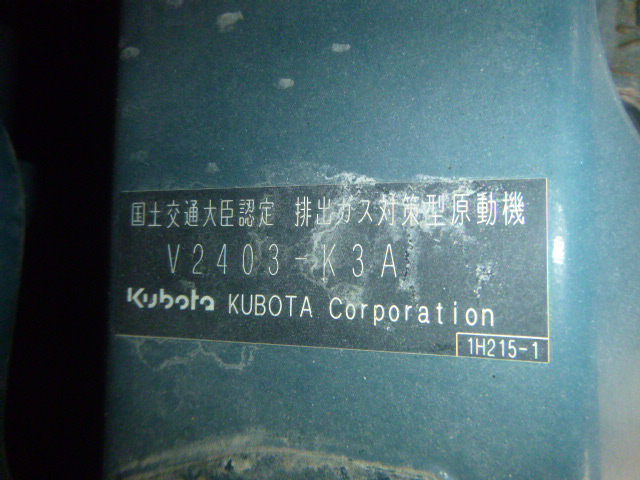 国土交通大臣認定 排出ガス対策型原動機
V2403-K3A
Kubota KUBOTA Corporation
1H215-1